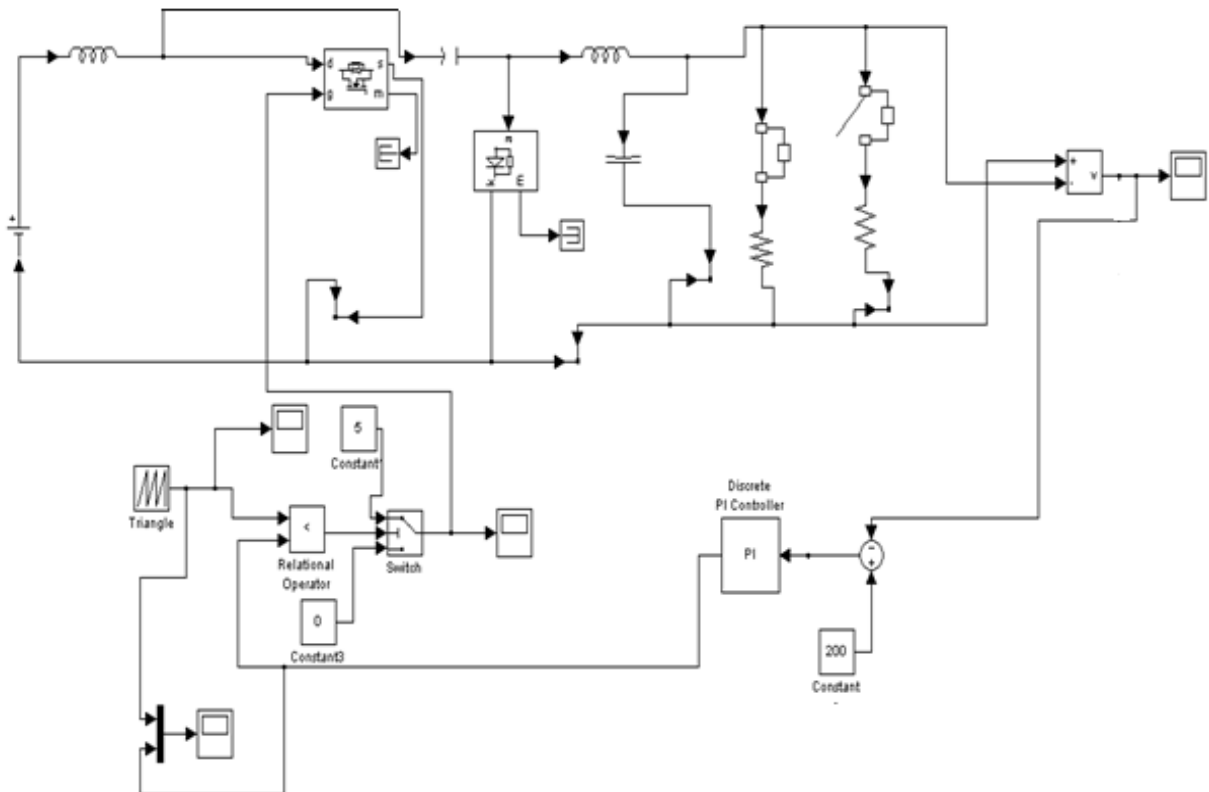 +
d
s
g
m
+
-
v
5
Constant1
Triangle
<
Relational
Operator
Switch
0
Constant3
Discrete
PI Controller
PI
-
+
200
Constant